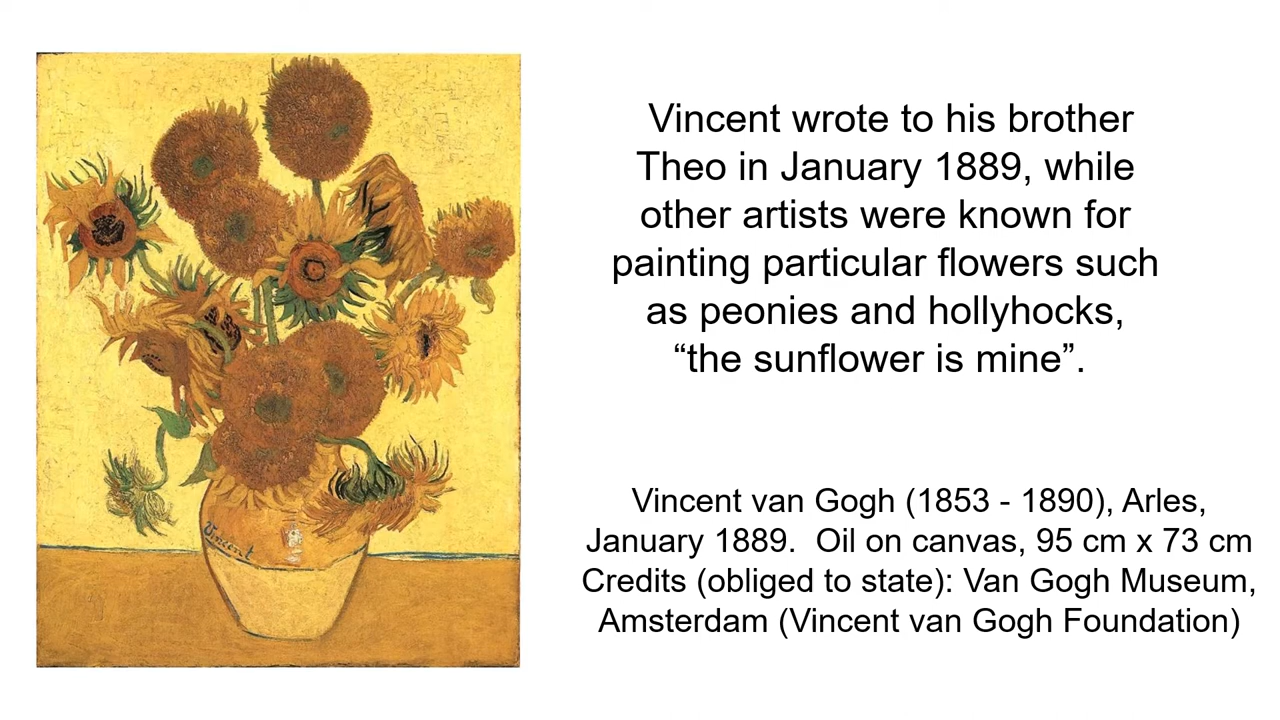 Vincent wrote to his brother
Theo in January 1889, while
other artists were known for
painting particular flowers such
as peonies and hollyhocks,
“the sunflower is mine”.
Vincent
Vincent van Gogh (1853 - 1890), Arles,
January 1889.  Oil on canvas, 95 cm x 73 cm
Credits (obliged to state): Van Gogh Museum,
Amsterdam (Vincent van Gogh Foundation)